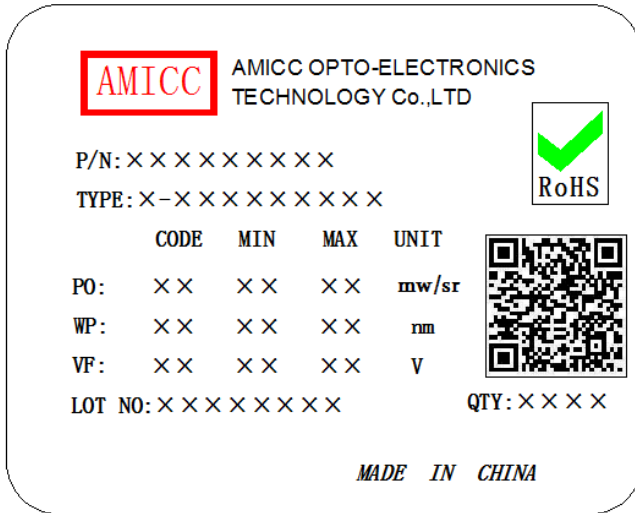 AMICC
AMICC OPTO-ELECTRONICS
TECHNOLOGY Co.,LTD
RoHS
P/N:×××××××××
TYPE:×-×××××××××
CODE MIN MAX UNIT
PO: ×× ×× ×× mw/sr
WP: ×× ×× ×× nm
VF: ×× ×× ×× V
LOT NO:×××××××× QTY:××××
MADE IN CHINA